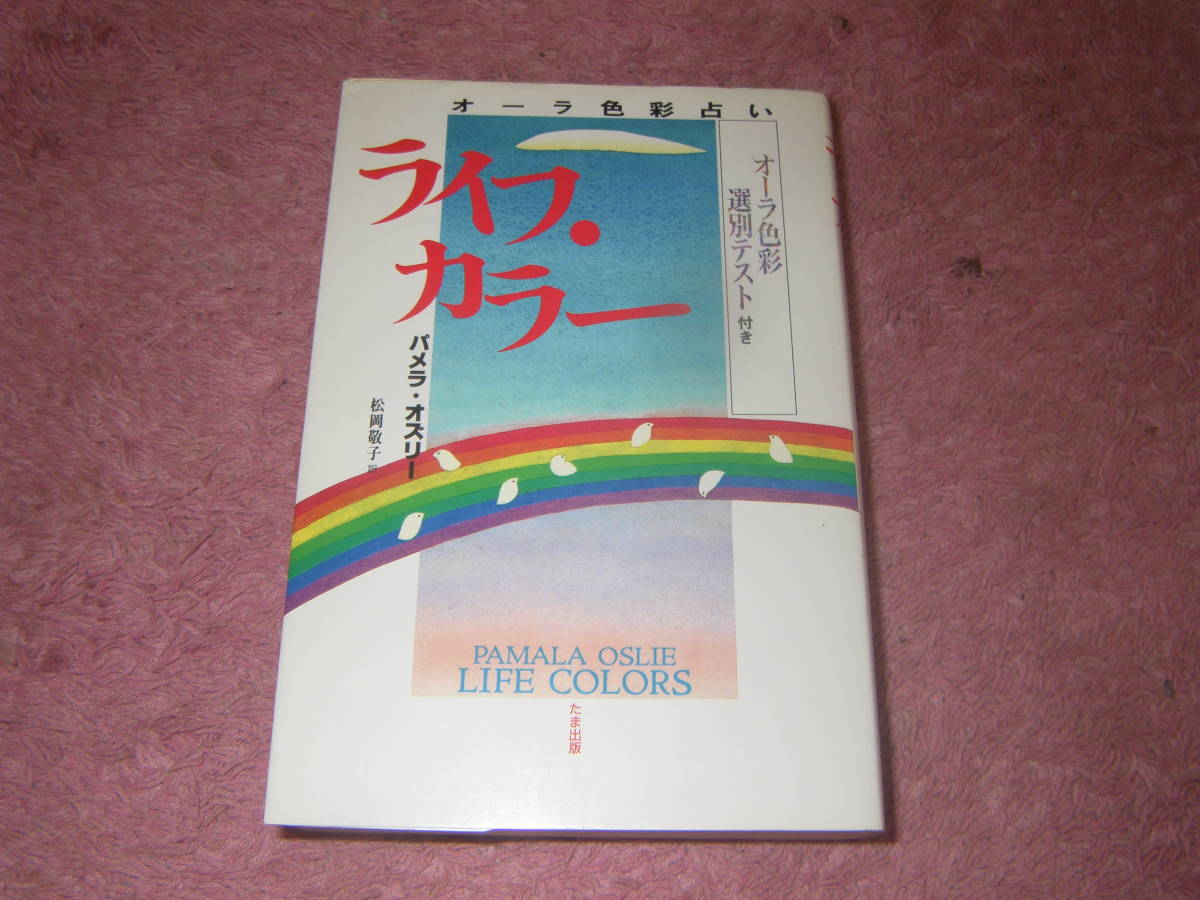 オーラ色彩占い
ライフ・
カラー
オーラ色彩
選別テスト付き
パメラ・オズリー
松岡敬子 訳
PAMALA OSLIE
LIFE COLORS
たま出版